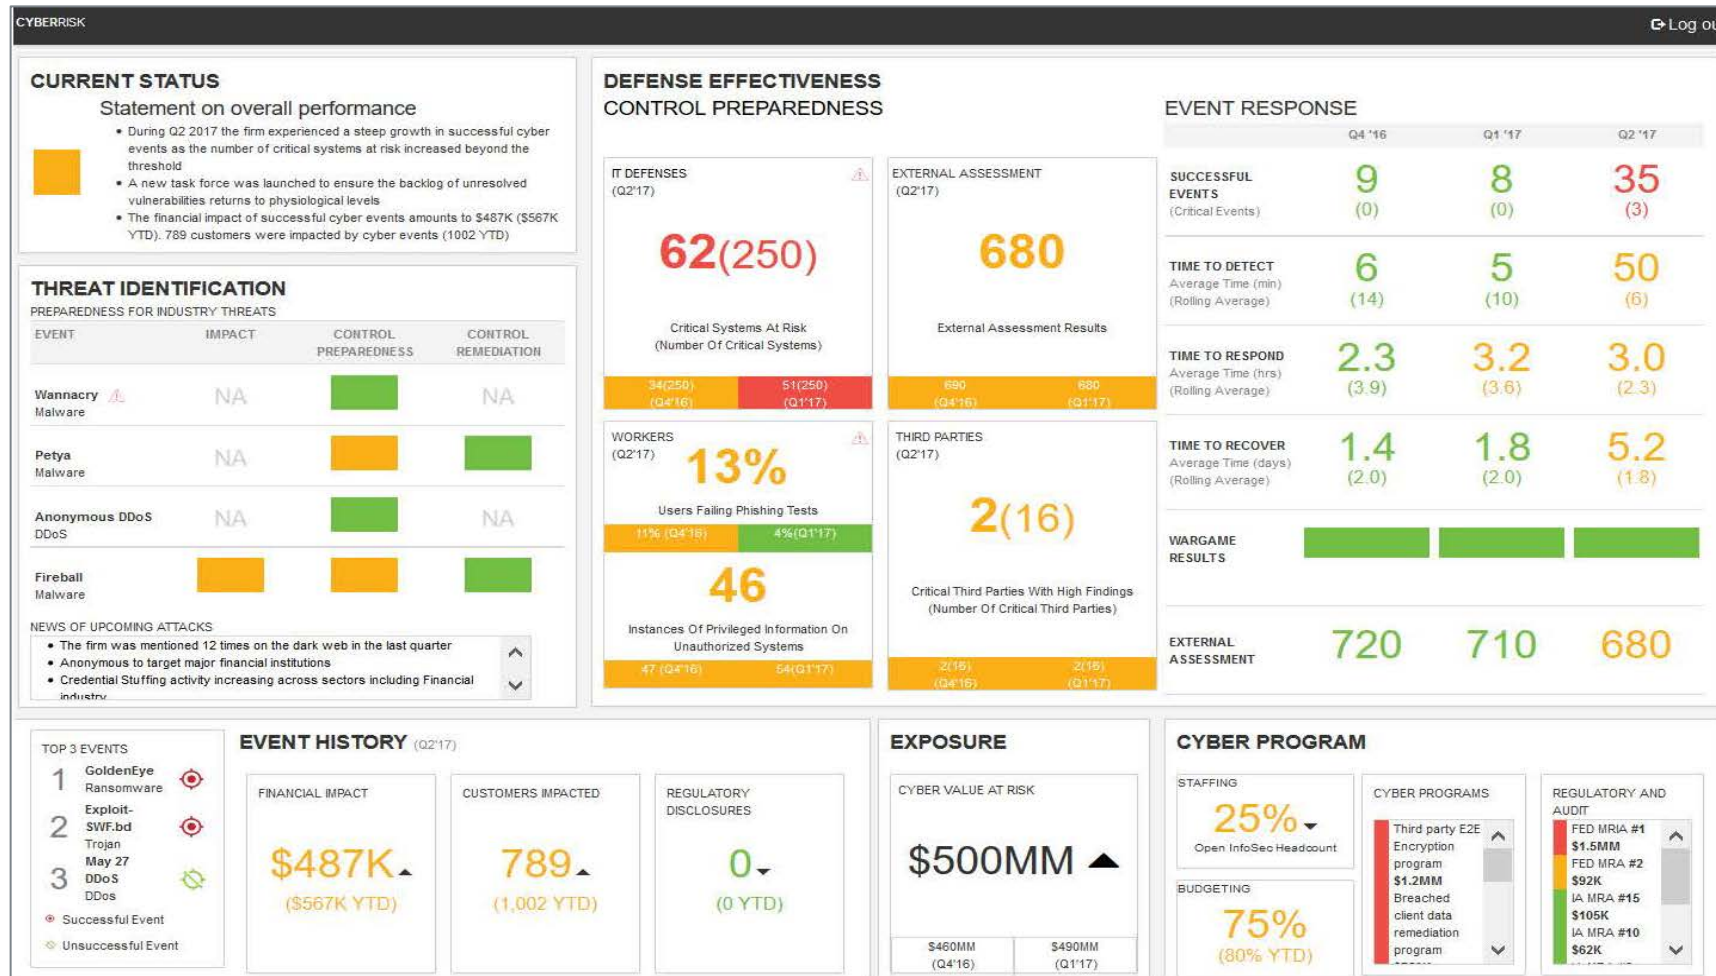 CYBERRISK
Log ou
CURRENT STATUS
Statement on overall performance
• During Q2 2017 the firm experienced a steep growth in successful cyber
events as the number of critical systems at risk increased beyond the
threshold
• A new task force was launched to ensure the backlog of unresolved
vulnerabilities returns to physiological levels
• The financial impact of successful cyber events amounts to $487K ($567K
YTD). 789 customers were impacted by cyber events (1002 YTD)
THREAT IDENTIFICATION
PREPAREDNESS FOR INDUSTRY THREATS
EVENT IMPACT CONTROL CONTROL
PREPAREDNESS REMEDIATION
Wannacry NA NA
Malware
Petya NA
Malware
Anonymous DDoS NA NA
DDoS
Fireball
Malware
NEWS OF UPCOMING ATTACKS
• The firm was mentioned 12 times on the dark web in the last quarter
• Anonymous to target major financial institutions
• Credential Stuffing activity increasing across sectors including Financial
industry
DEFENSE EFFECTIVENESS
CONTROL PREPAREDNESS
IT DEFENSES
(Q2'17)
62(250)
Critical Systems At Risk
(Number Of Critical Systems)
34(250) 51(250)
(Q4'16) (Q1'17)
EXTERNAL ASSESSMENT
(Q2'17)
680
External Assessment Results
690 680
(Q4'16) (Q1'17)
WORKERS
(Q2'17)
13%
Users Failing Phishing Tests
11% (Q4'16) 4%(Q1'17)
46
Instances Of Privileged Information On
Unauthorized Systems
47 (Q4'16) 54(Q1'17)
THIRD PARTIES
(Q2'17)
2(16)
Critical Third Parties With High Findings
(Number Of Critical Third Parties)
2(16) 2(16)
(Q4'16) (Q1'17)
EVENT RESPONSE
Q4 '16 Q1 '17 Q2 '17
SUCCESSFUL EVENTS
(Critical Events)
9 8 35
(0) (0) (3)
TIME TO DETECT
Average Time (min)
(Rolling Average)
6 5 50
(14) (10) (6)
TIME TO RESPOND
Average Time (hrs)
(Rolling Average)
2.3 3.2 3.0
(3.9) (3.6) (2.3)
TIME TO RECOVER
Average Time (days)
(Rolling Average)
1.4 1.8 5.2
(2.0) (2.0) (1.8)
WARGAME
RESULTS
EXTERNAL
ASSESSMENT
720 710 680
TOP 3 EVENTS
1 GoldenEye
Ransomware
2 Exploit-
SWF.bd
Trojan
3 May 27
DDoS
DDos
Successful Event
Unsuccessful Event
EVENT HISTORY (Q2'17)
FINANCIAL IMPACT
$487K
($567K YTD)
CUSTOMERS IMPACTED
789
(1,002 YTD)
REGULATORY
DISCLOSURES
0
(0 YTD)
EXPOSURE
CYBER VALUE AT RISK
$500MM
$460MM $490MM
(Q4'16) (Q1'17)
CYBER PROGRAM
STAFFING
25%
Open InfoSec Headcount
BUDGETING
75%
(80% YTD)
CYBER PROGRAMS
Third party E2E
Encryption
program
$1.2MM
Breached
client data
remediation
program
REGULATORY AND
AUDIT
FED MRIA #1
$1.5MM
FED MRA #2
$92K
IA MRA #15
$105K
IA MRA #10
$62K